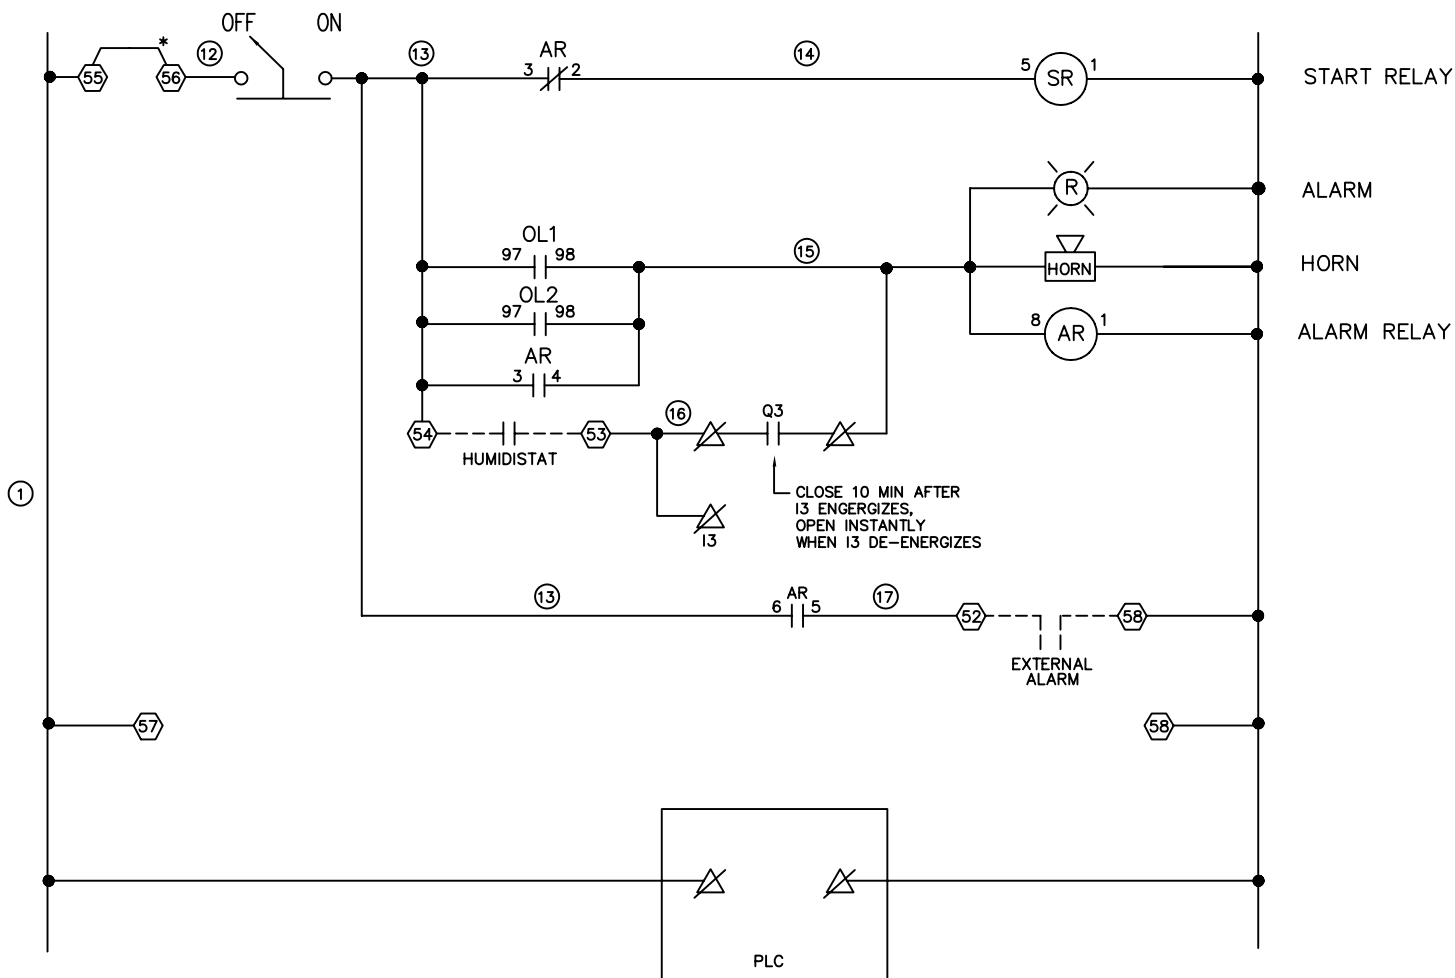 OFF ON
55 * 56 12 13 AR 3 2 14 5 SR 1 START RELAY
R ALARM
OL1
97 98 15 HORN HORN
OL2
97 98 8 AR 1 ALARM RELAY
AR
3 4
54 HUMIDISTAT 53 16 Q3
1
CLOSE 10 MIN AFTER
I3 ENGERGIZES,
OPEN INSTANTLY
WHEN I3 DE-ENERGIZES
I3
13 AR 6 5 17 52 58
EXTERNAL
ALARM
57 58
PLC